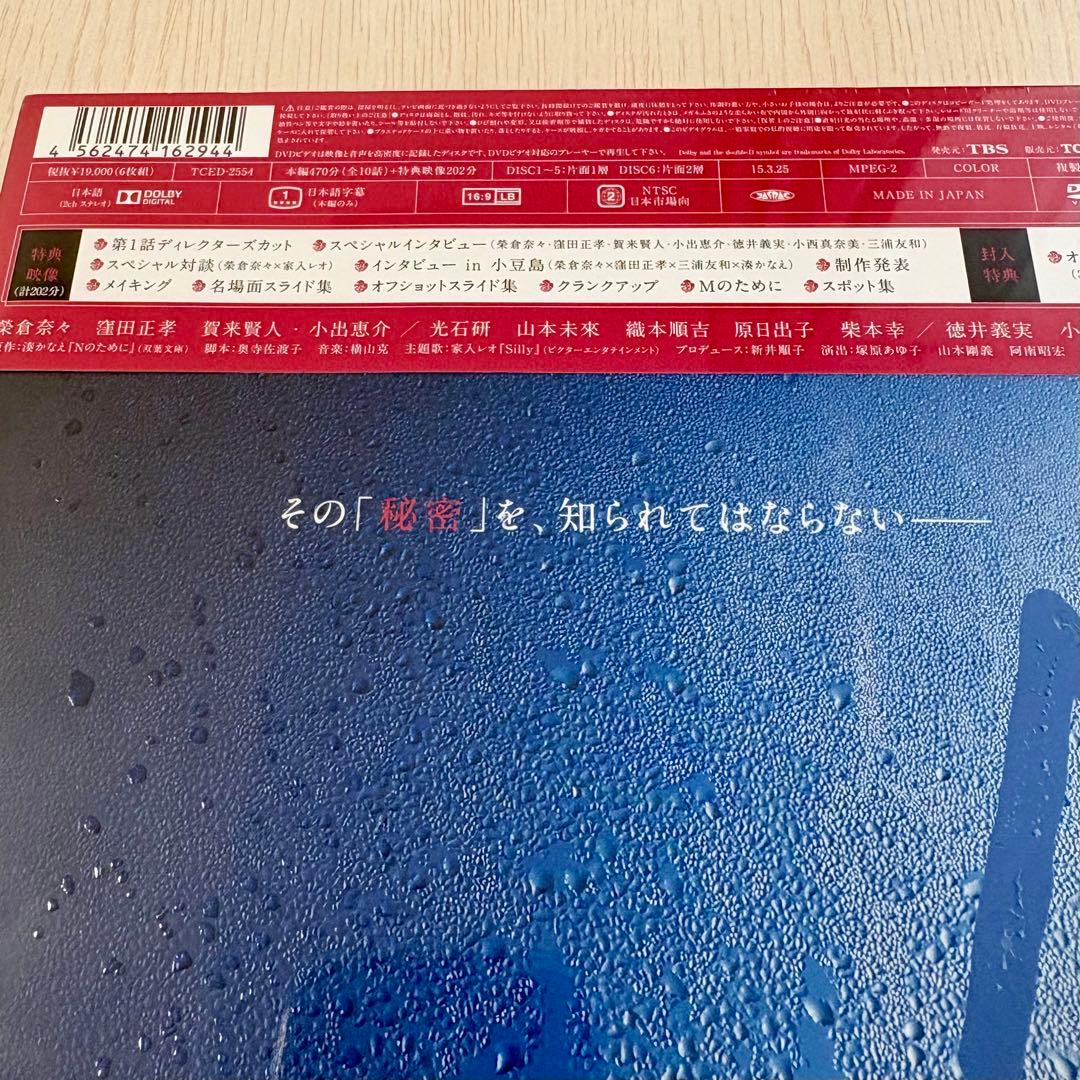 4 562474 162944
DVDビデオは映像と音声を高密度に記録したディスクです。DVDビデオ対応のプレーヤーで再生して下さい。
Dolby and the double-D symbol are trademarks of Dolby Laboratories.
発売元:TBS 販売元:TC
税抜¥19,000(6枚組) TCED-2554 本編470分(全10話)+特典映像202分 DISC1~5:片面1層 DISC6:片面2層 15.3.25 MPEG-2 COLOR 複製
日本語 (2ch ステレオ) DOLBY DIGITAL 1 日本語字幕 (本編のみ) 16:9 LB 2 NTSC 日本市場向 JASRAC MADE IN JAPAN
特典映像(計202分)
第1話ディレクターズカット スペシャルインタビュー(榮倉奈々・窪田正孝・賀来賢人・小出恵介・徳井義実・小西真奈美・三浦友和)
スペシャル対談(榮倉奈々×家入レオ) インタビュー in 小豆島(榮倉奈々×窪田正孝×三浦友和×湊かなえ) 制作発表
メイキング 名場面スライド集 オフショットスライド集 クランクアップ Mのために スポット集
封入特典
榮倉奈々 窪田正孝 賀来賢人・小出恵介/光石研 山本未來 織本順吉 原日出子 柴本幸/徳井義実 小
原作:湊かなえ『Nのために』(双葉文庫) 脚本:奥寺佐渡子 音楽:横山克 主題歌:家入レオ「Silly」(ビクターエンタテインメント) プロデュース:新井順子 演出:塚原あゆ子 山本剛義 阿南昭宏
その「秘密」を、知られてはならない――